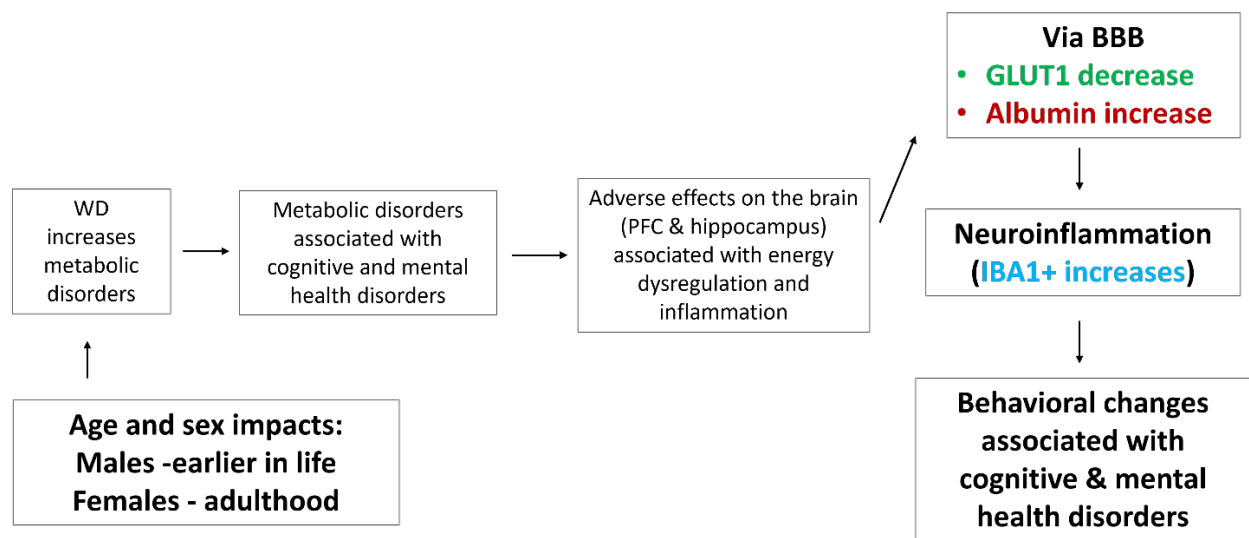 Age and sex impacts:
Males -earlier in life
Females - adulthood
WD
increases
metabolic
disorders
Metabolic disorders
associated with
cognitive and mental
health disorders
Adverse effects on the brain
(PFC & hippocampus)
associated with energy
dysregulation and
inflammation
Via BBB
• GLUT1 decrease
• Albumin increase
Neuroinflammation
(IBA1+ increases)
Behavioral changes
associated with
cognitive & mental
health disorders